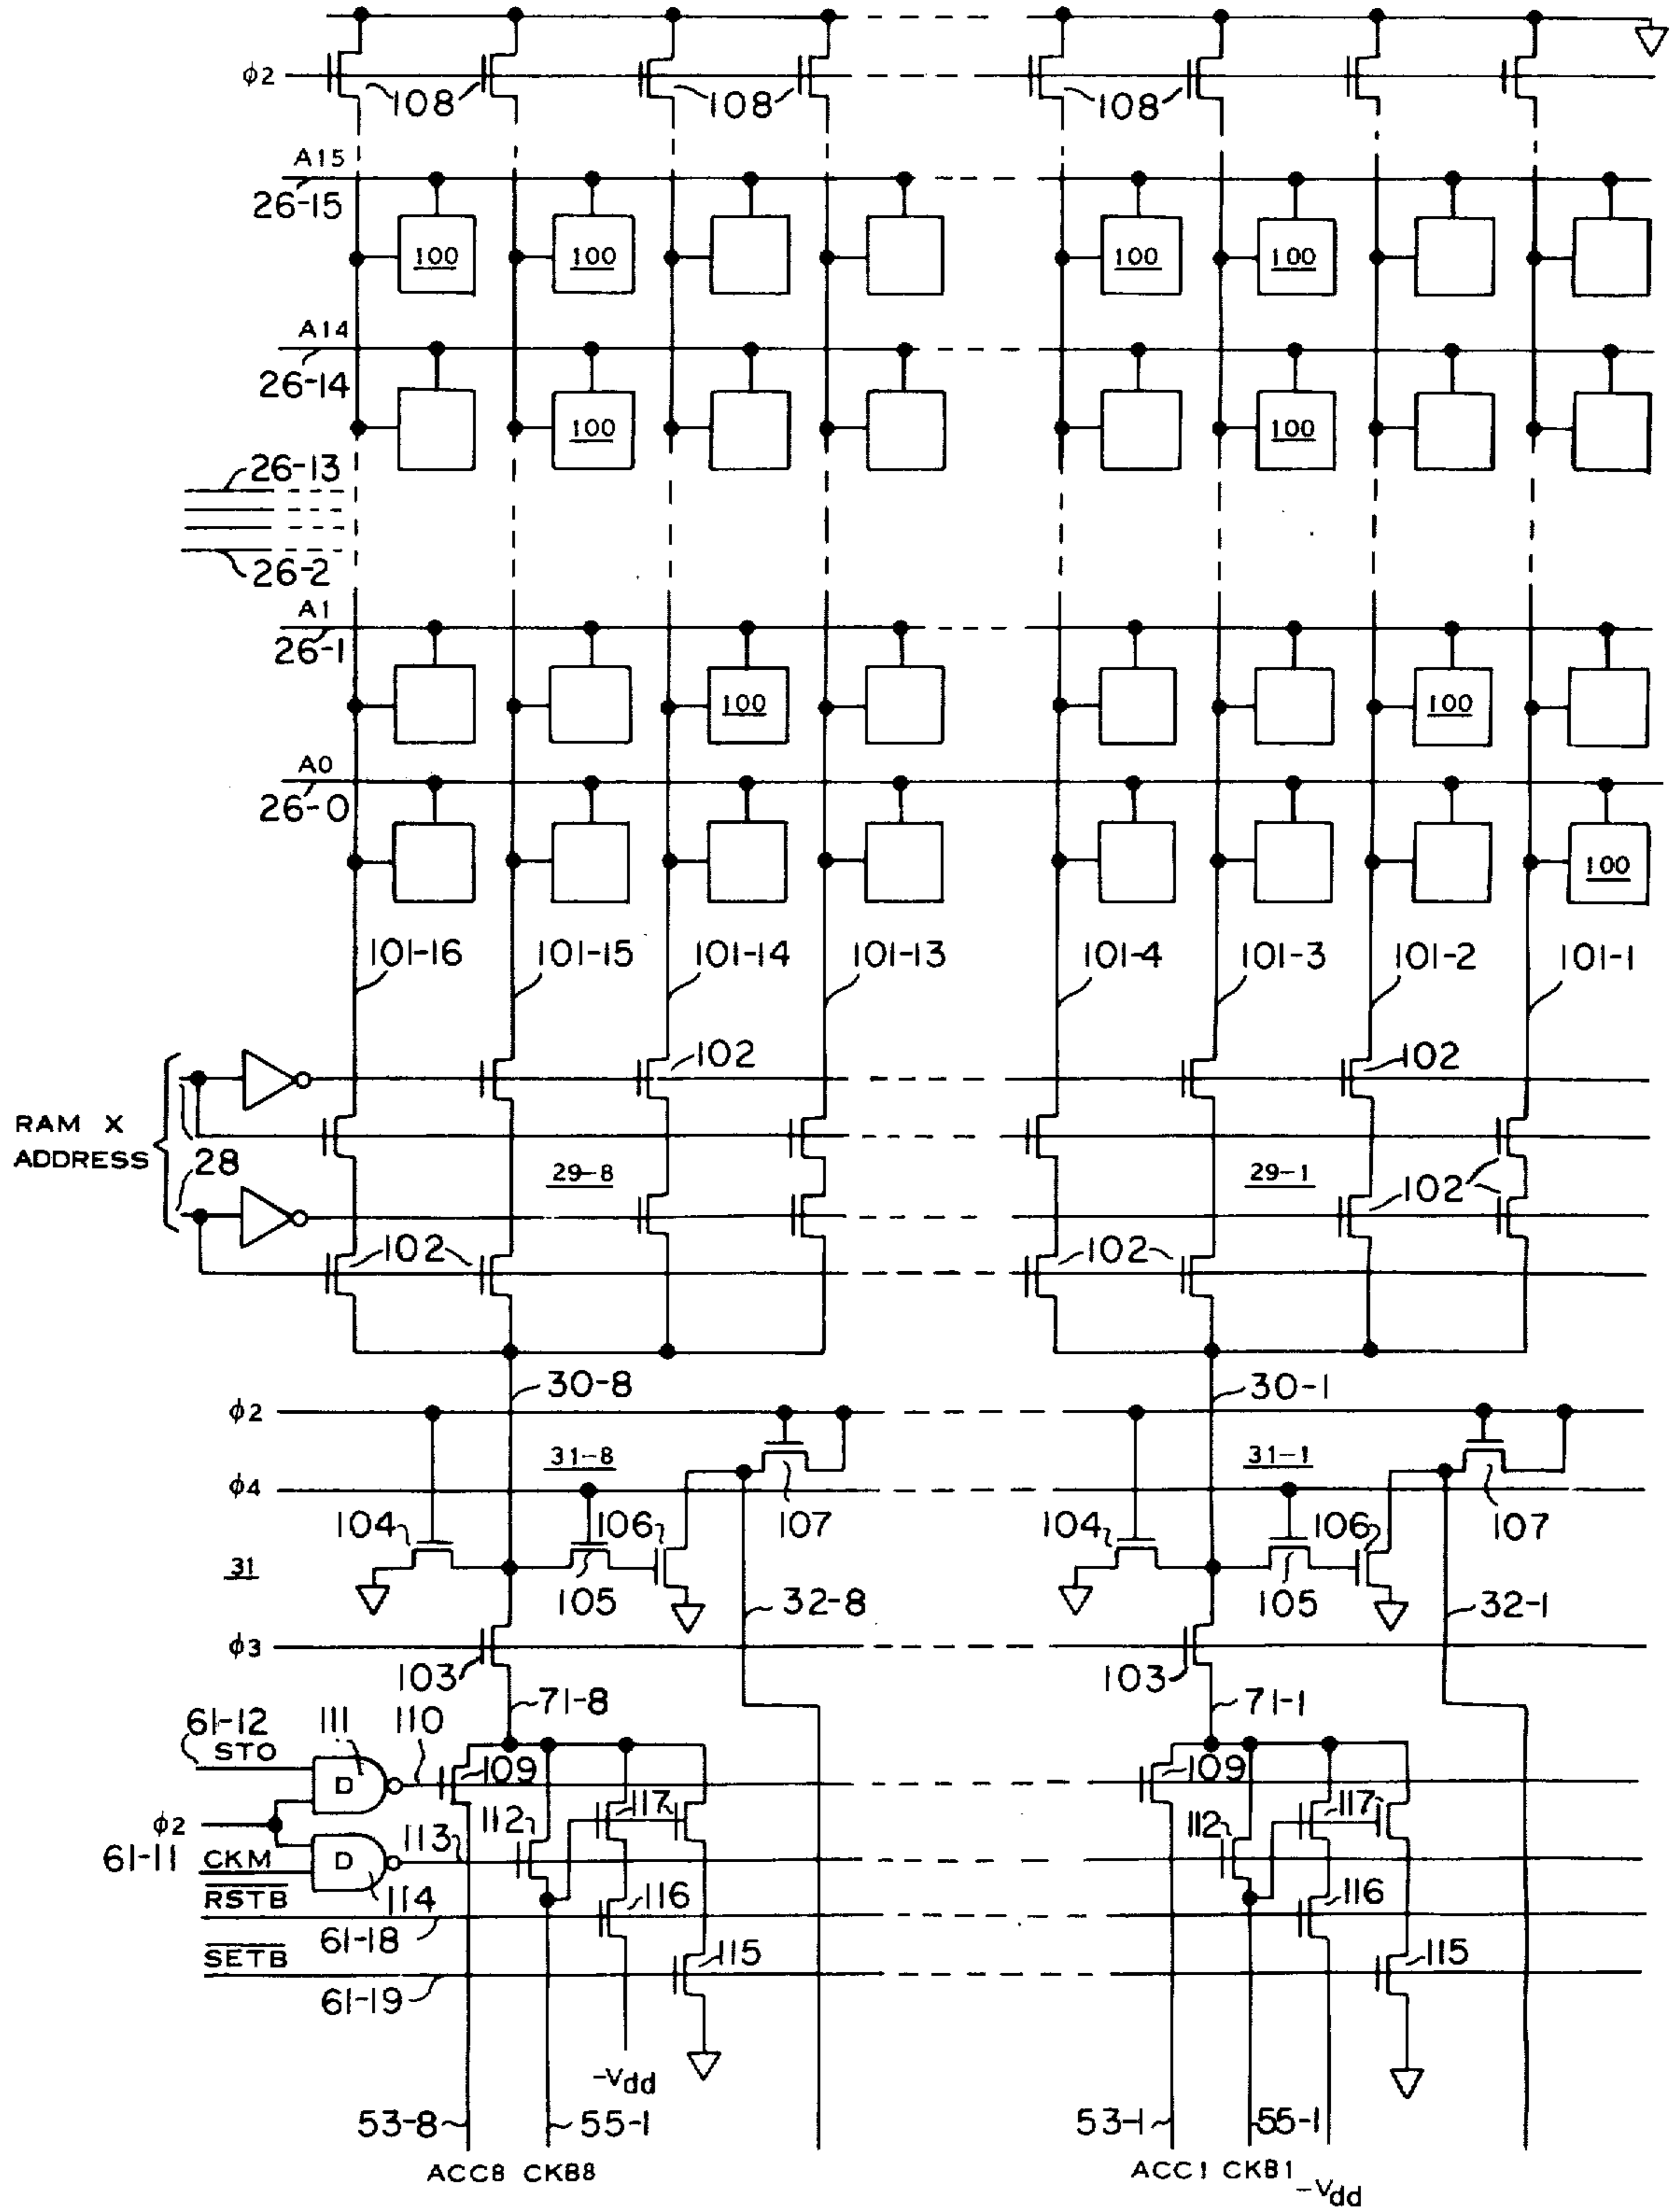 ϕ2
108 108 108
A15
26-15
100 100 100 100
A14
26-14
100 100
26-13
26-2
A1
26-1
100 100
A0
26-0
100
101-16 101-15 101-14 101-13 101-4 101-3 101-2 101-1
102 102
RAM X
ADDRESS
28
29-8 29-1
102
102 102
30-8 30-1
ϕ2
31-8 31-1
ϕ4
104 106 107 104 106 107
31
105 32-8 105 32-1
ϕ3
103 103
71-8 71-1
61-12 111 110
STO
D 109 109
ϕ2 112 117 112 117
61-11 113
CKM D
RSTB 114 116 116
61-18
SETB 115 115
61-19
-Vdd
53-8 55-1 53-1 55-1
ACC8 CKB8 ACC1 CKB1 -Vdd